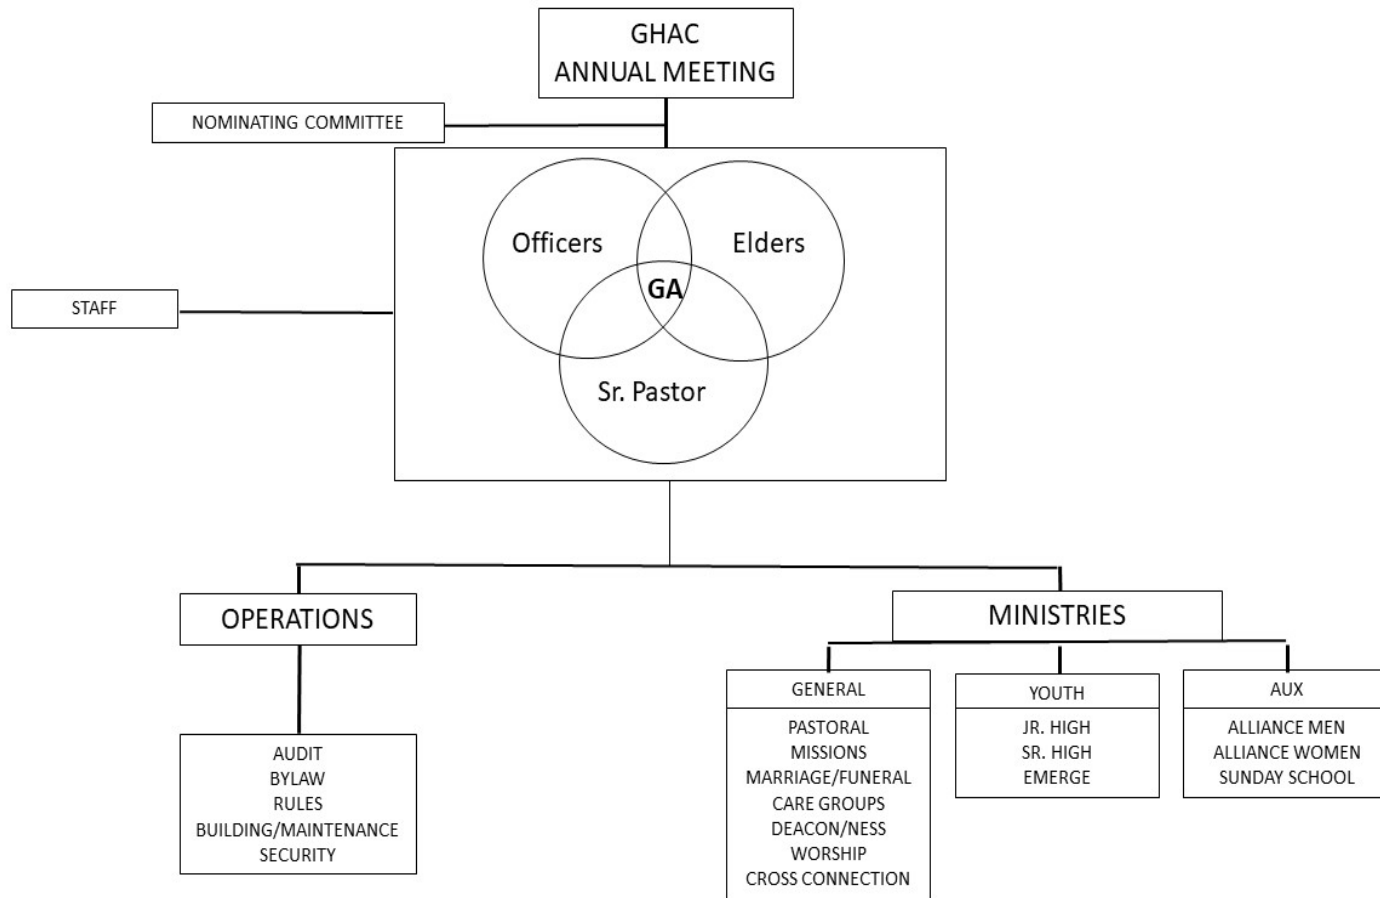 GHAC
ANNUAL MEETING
NOMINATING COMMITTEE
Officers
Elders
GA
STAFF
Sr. Pastor
OPERATIONS
MINISTRIES
AUDIT
BYLAW
RULES
BUILDING/MAINTENANCE
SECURITY
GENERAL
PASTORAL
MISSIONS
MARRIAGE/FUNERAL
CARE GROUPS
DEACON/NESS
WORSHIP
CROSS CONNECTION
YOUTH
JR. HIGH
SR. HIGH
EMERGE
AUX
ALLIANCE MEN
ALLIANCE WOMEN
SUNDAY SCHOOL